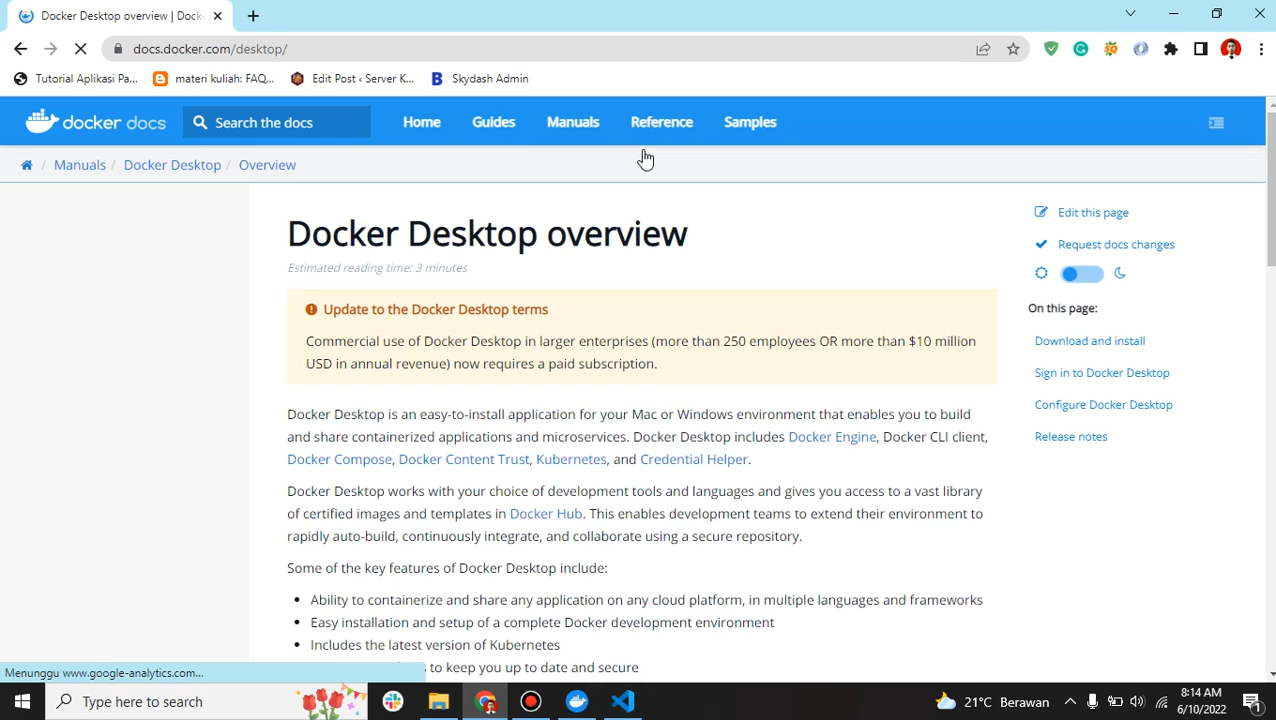 Docker Desktop overview | Docke
docs.docker.com/desktop/
Tutorial Aplikasi Pa...
materi kuliah: FAQ...
Edit Post ‹ Server K...
Skydash Admin
docker docs
Search the docs
Home
Guides
Manuals
Reference
Samples
Manuals / Docker Desktop / Overview
Docker Desktop overview
Estimated reading time: 3 minutes
Update to the Docker Desktop terms
Commercial use of Docker Desktop in larger enterprises (more than 250 employees OR more than $10 million
USD in annual revenue) now requires a paid subscription.
Docker Desktop is an easy-to-install application for your Mac or Windows environment that enables you to build
and share containerized applications and microservices. Docker Desktop includes Docker Engine, Docker CLI client,
Docker Compose, Docker Content Trust, Kubernetes, and Credential Helper.
Docker Desktop works with your choice of development tools and languages and gives you access to a vast library
of certified images and templates in Docker Hub. This enables development teams to extend their environment to
rapidly auto-build, continuously integrate, and collaborate using a secure repository.
Some of the key features of Docker Desktop include:
• Ability to containerize and share any application on any cloud platform, in multiple languages and frameworks
• Easy installation and setup of a complete Docker development environment
• Includes the latest version of Kubernetes
to keep you up to date and secure
Edit this page
Request docs changes
On this page:
Download and install
Sign in to Docker Desktop
Configure Docker Desktop
Release notes
Menunggu www.google-analytics.com...
Type here to search
21°C Berawan
8:14 AM
6/10/2022
1